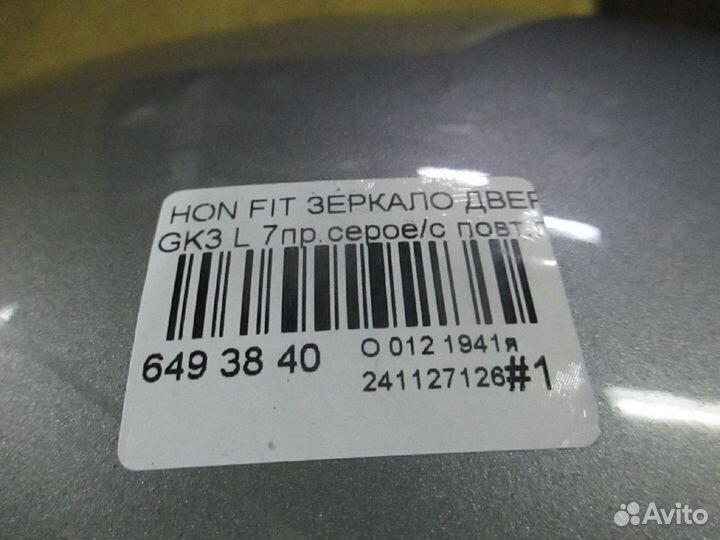 HON FIT ЗЕРКАЛО ДВЕР
GK3 L 7пр.серое/с повт.п
649 38 40
О 012 1941я
241127126#1
Avito